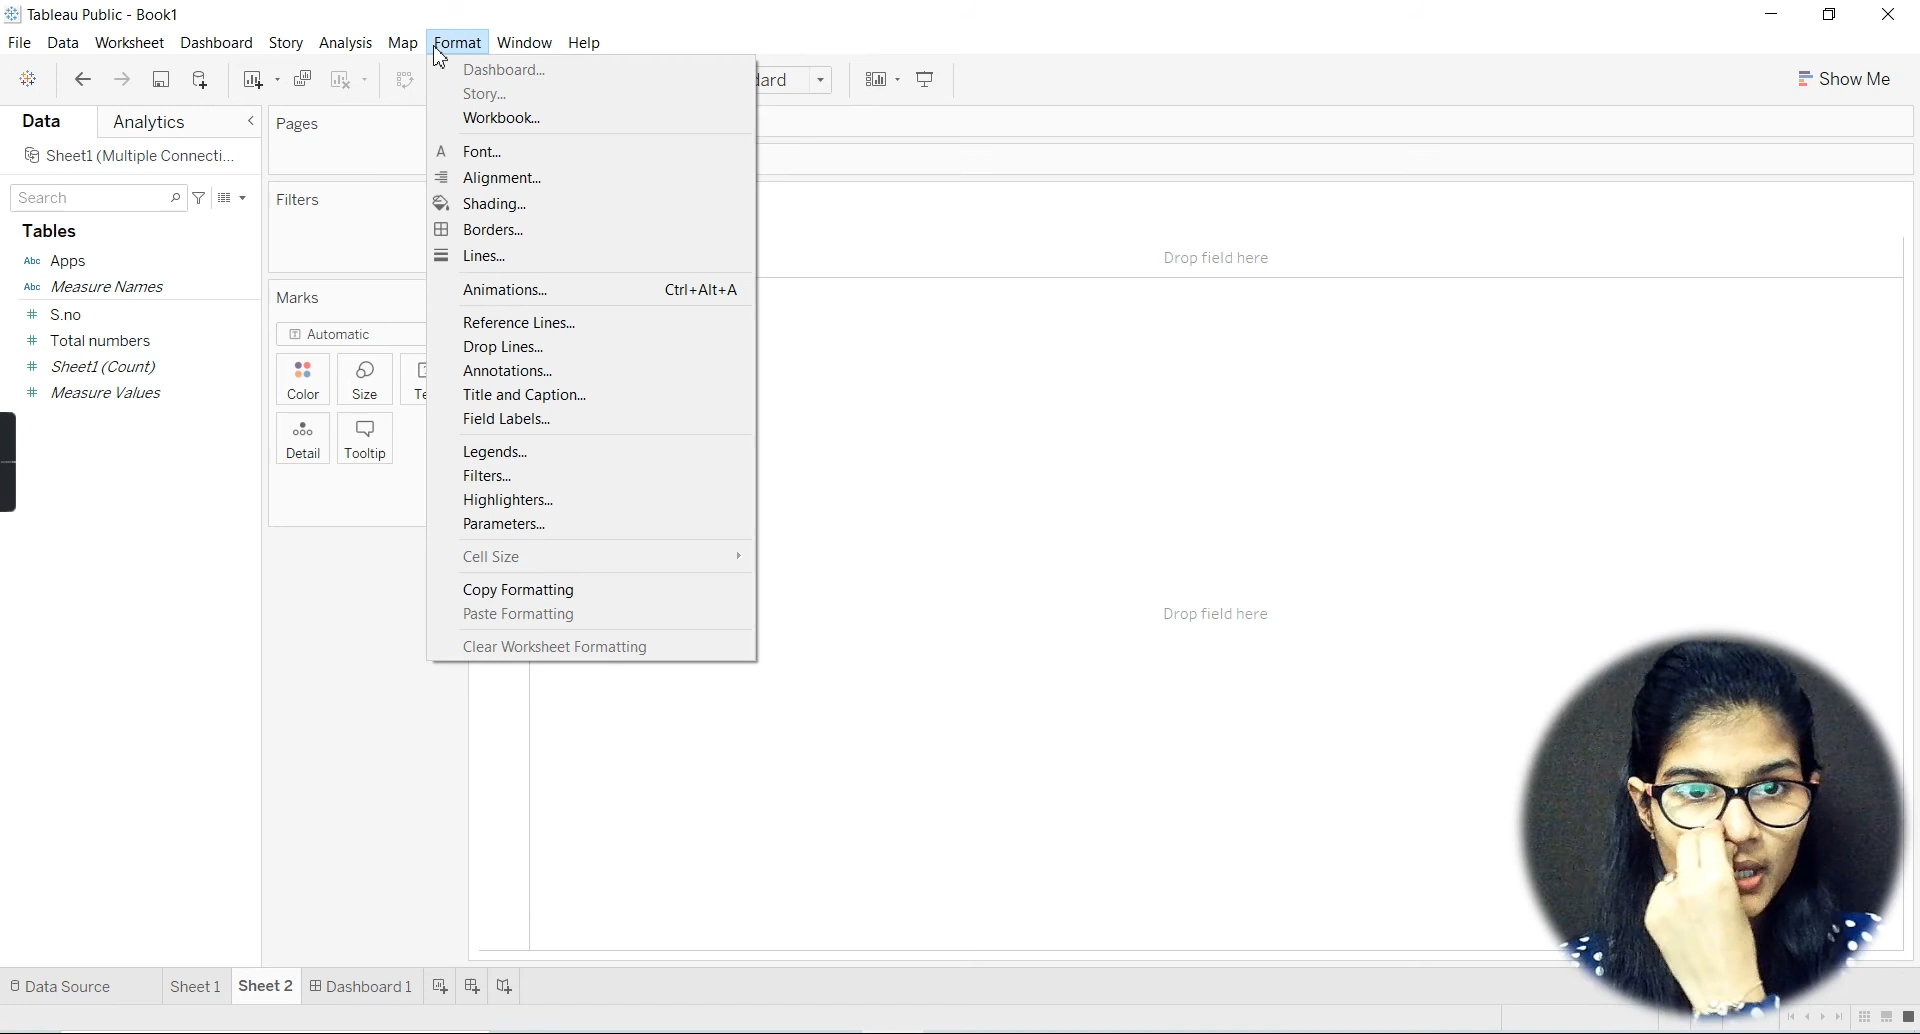 Tableau Public - Book1
File Data Worksheet Dashboard Story Analysis Map Format Window Help
Show Me
Data
Analytics
Sheet1 (Multiple Connecti...
Search
Tables
Abc Apps
Abc Measure Names
# S.no
# Total numbers
# Sheet1 (Count)
# Measure Values
Pages
Filters
Marks
Automatic
Color
Size
Te
Detail
Tooltip
Dashboard...
Story...
Workbook...
A Font...
Alignment...
Shading...
Borders...
Lines...
Animations... Ctrl+Alt+A
Reference Lines...
Drop Lines...
Annotations...
Title and Caption...
Field Labels...
Legends...
Filters...
Highlighters...
Parameters...
Cell Size
Copy Formatting
Paste Formatting
Clear Worksheet Formatting
dard
Drop field here
Drop field here
Data Source
Sheet 1
Sheet 2
Dashboard 1